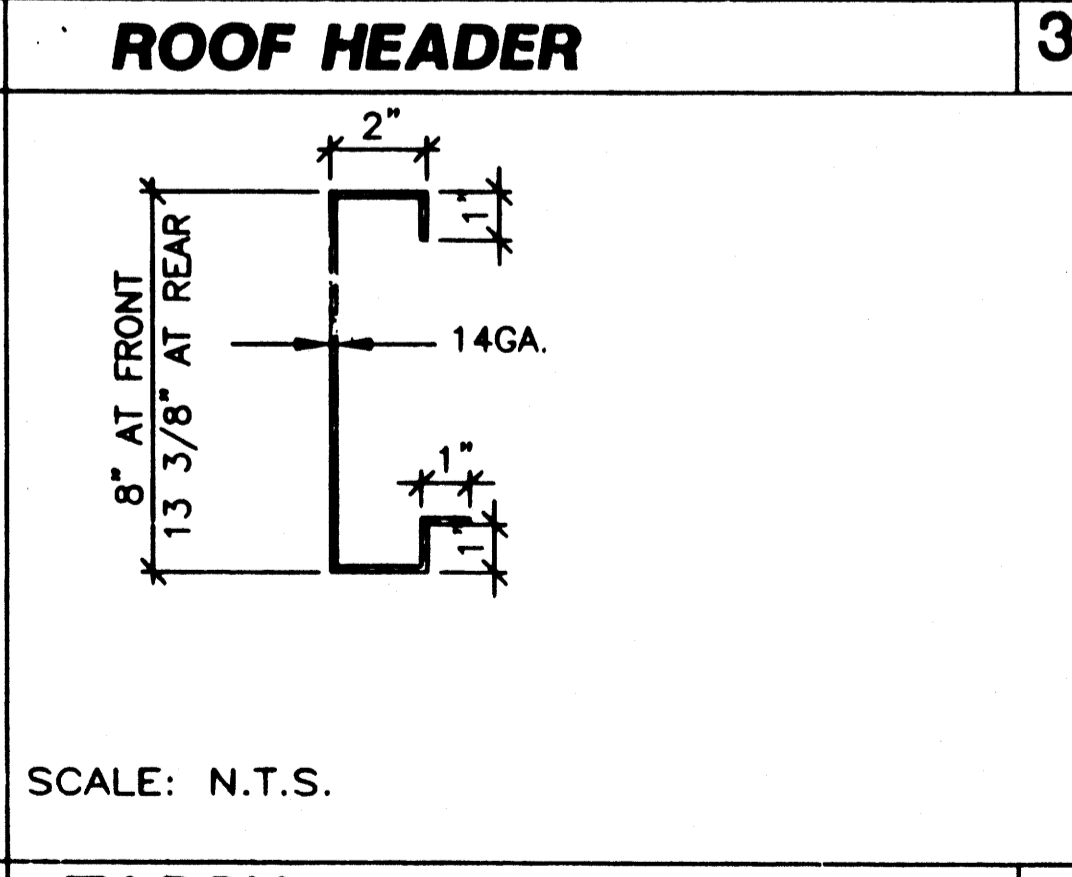 ROOF HEADER
3
2"
1"
8" AT FRONT
13 3/8" AT REAR
14GA.
1"
1"
SCALE: N.T.S.